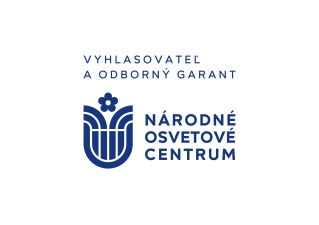 VYHLASOVATEĽ
A ODBORNÝ GARANT
NÁRODNÉ
OSVETOVÉ
CENTRUM